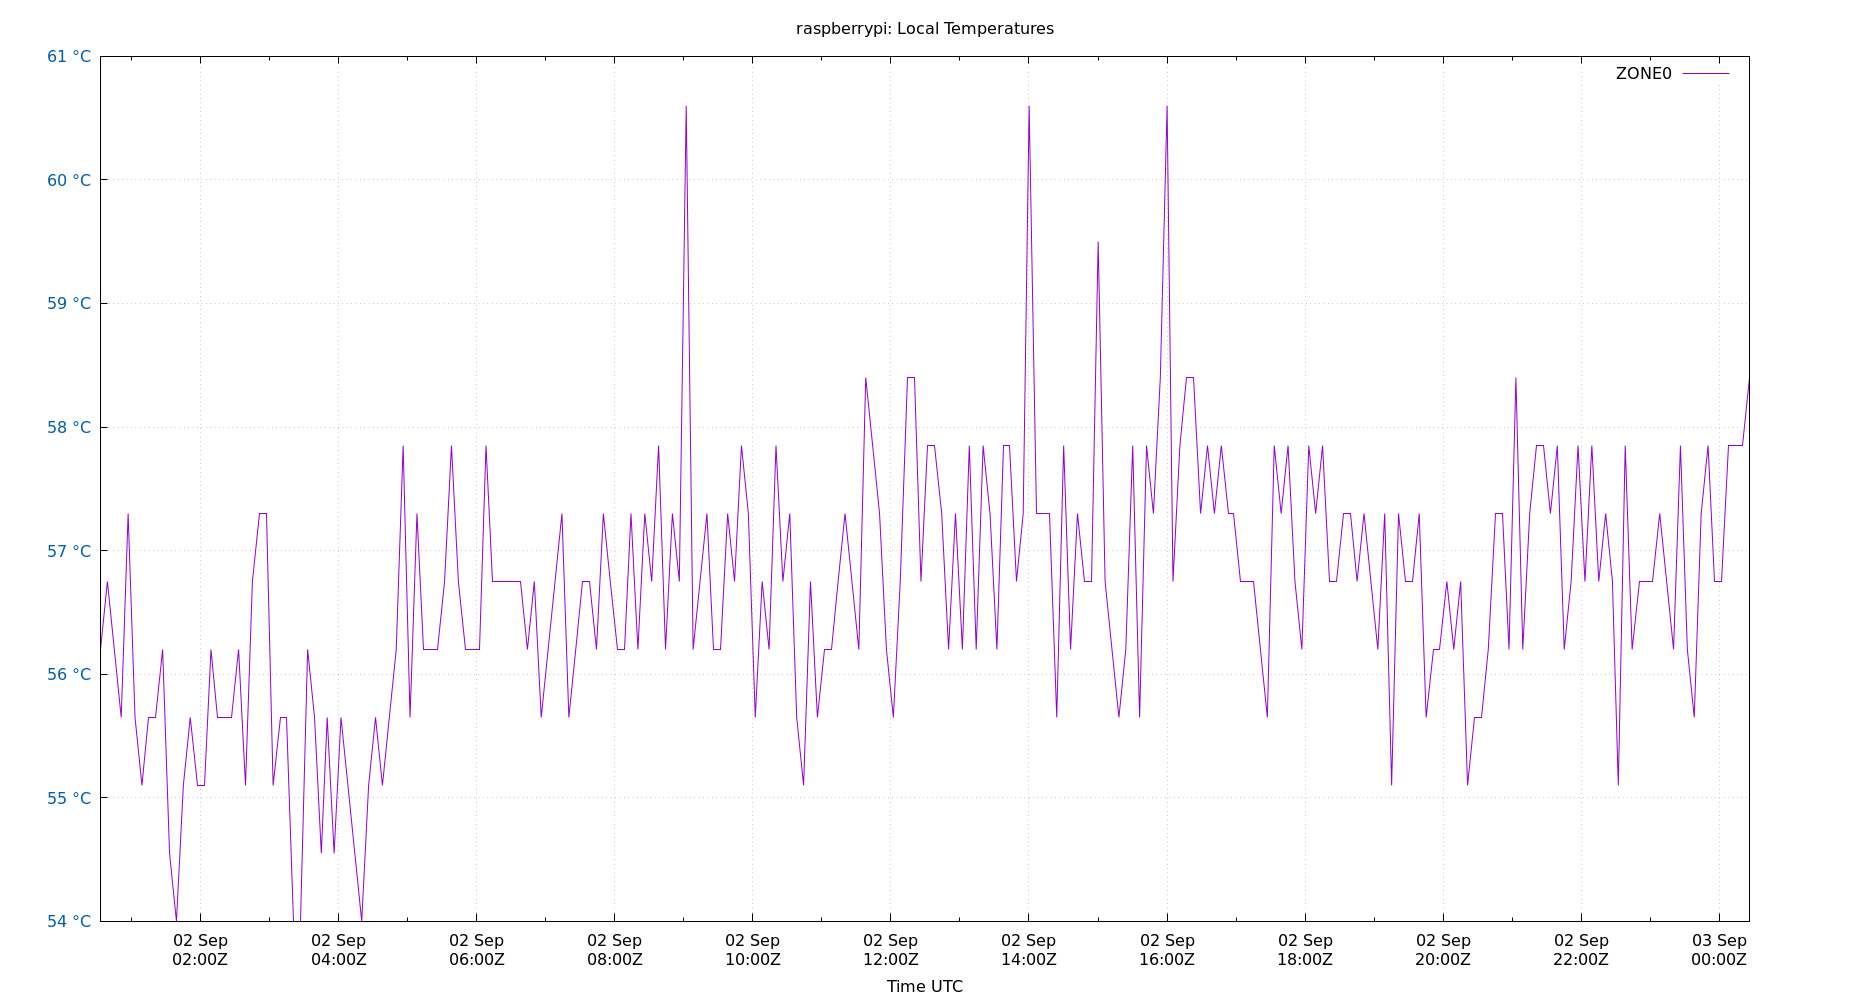 raspberrypi: Local Temperatures
61 °C
ZONE0
60 °C
59 °C
58 °C
57 °C
56 °C
55 °C
54 °C
02 Sep 02 Sep 02 Sep 02 Sep 02 Sep 02 Sep 02 Sep 02 Sep 02 Sep 02 Sep 02 Sep 03 Sep
02:00Z 04:00Z 06:00Z 08:00Z 10:00Z 12:00Z 14:00Z 16:00Z 18:00Z 20:00Z 22:00Z 00:00Z
Time UTC